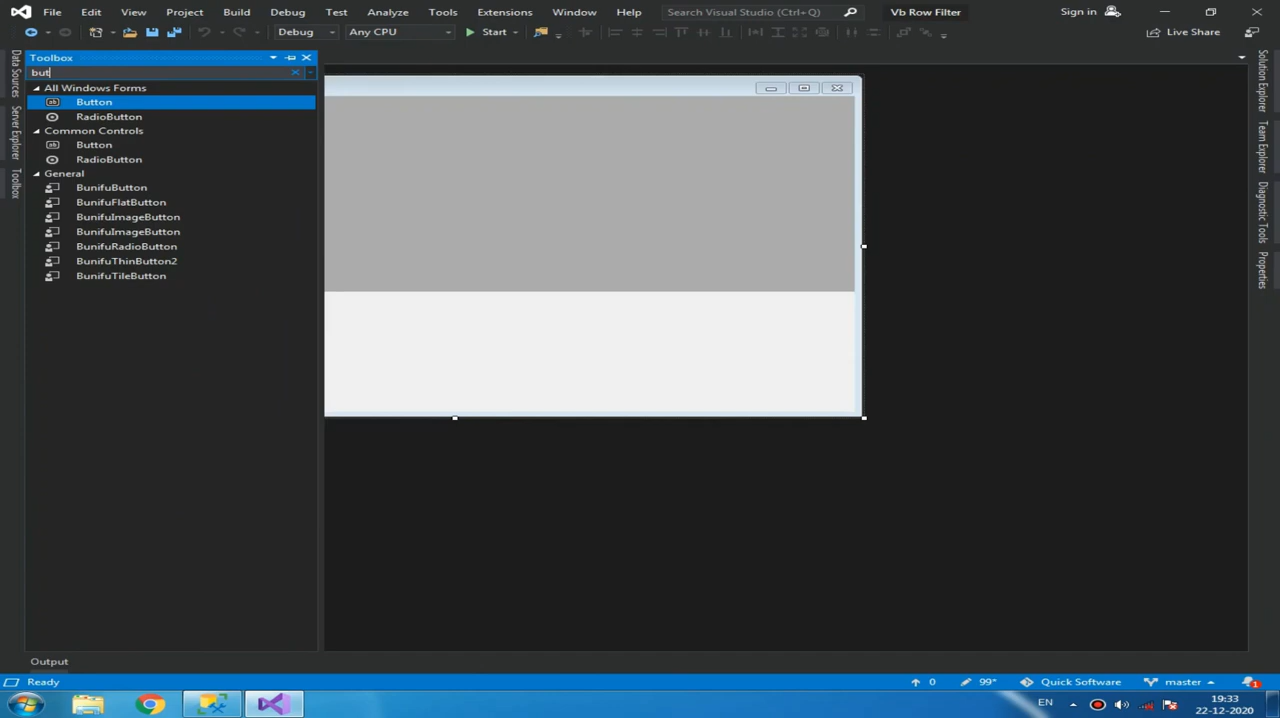 File Edit View Project Build Debug Test Analyze Tools Extensions Window Help Search Visual Studio (Ctrl+Q) Vb Row Filter Sign in
Debug Any CPU Start Live Share
Toolbox
but
All Windows Forms
Button
RadioButton
Common Controls
Button
RadioButton
General
BunifuButton
BunifuFlatButton
BunifuImageButton
BunifuImageButton
BunifuRadioButton
BunifuThinButton2
BunifuTileButton
Data Sources
Server Explorer
Toolbox
Solution Explorer
Team Explorer
Diagnostic Tools
Properties
Output
Ready 0 99* Quick Software master 1
EN 19:33
22-12-2020